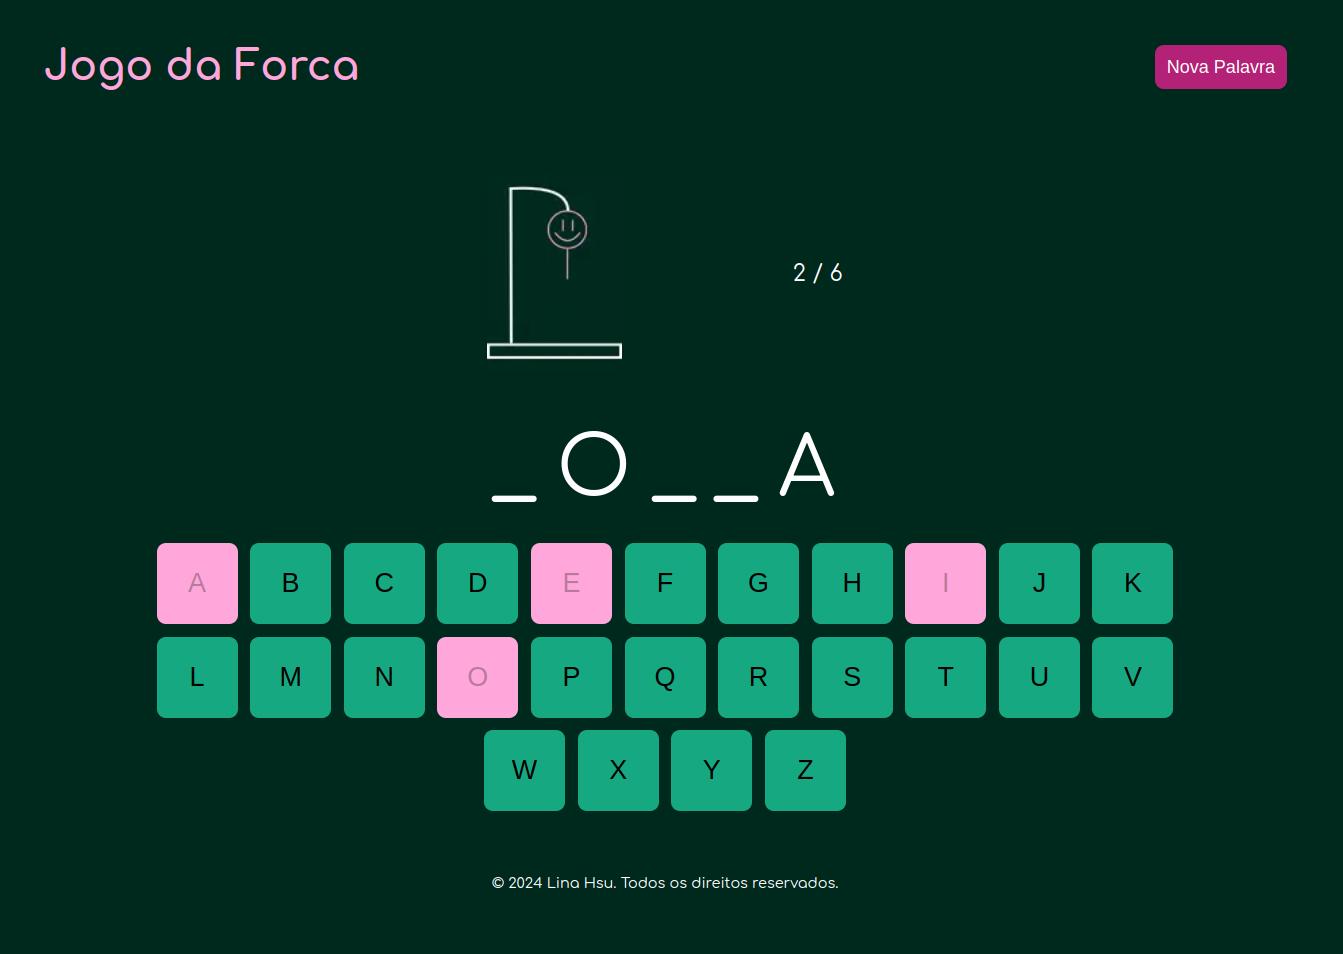 Jogo da Forca
Nova Palavra
2 / 6
_ O _ _ A
A B C D E F G H I J K
L M N O P Q R S T U V
W X Y Z
© 2024 Lina Hsu. Todos os direitos reservados.